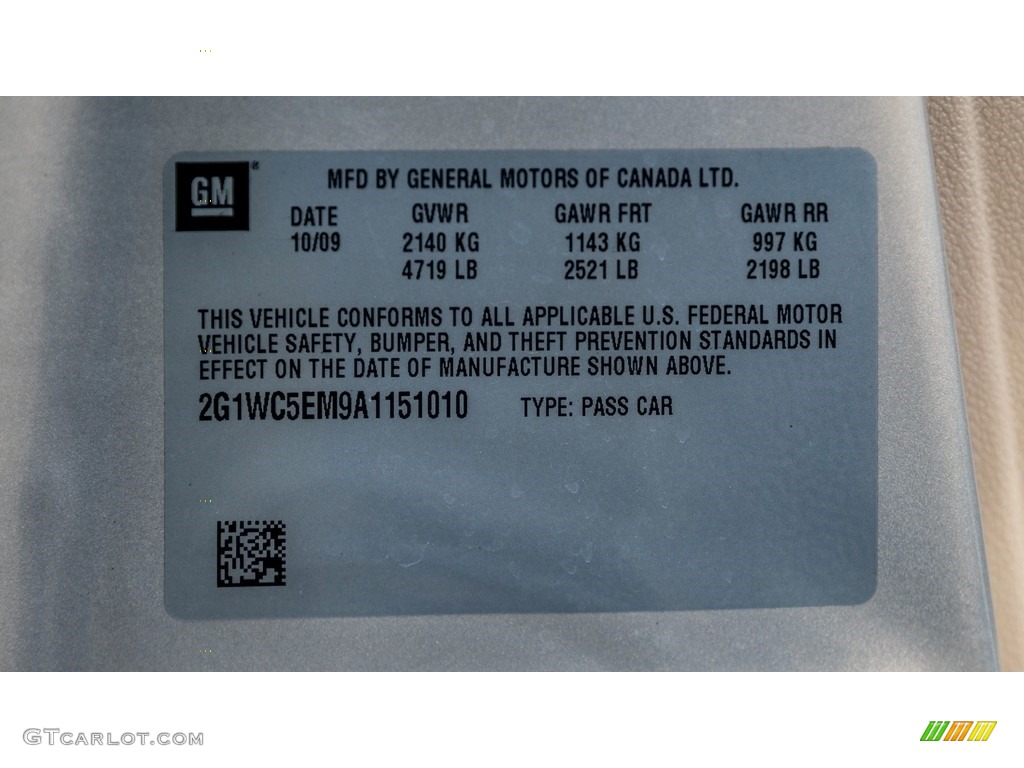 GM®
MFD BY GENERAL MOTORS OF CANADA LTD.
DATE GVWR GAWR FRT GAWR RR
10/09 2140 KG 1143 KG 997 KG
4719 LB 2521 LB 2198 LB
THIS VEHICLE CONFORMS TO ALL APPLICABLE U.S. FEDERAL MOTOR
VEHICLE SAFETY, BUMPER, AND THEFT PREVENTION STANDARDS IN
EFFECT ON THE DATE OF MANUFACTURE SHOWN ABOVE.
2G1WC5EM9A1151010 TYPE: PASS CAR
GTCARLOT.COM